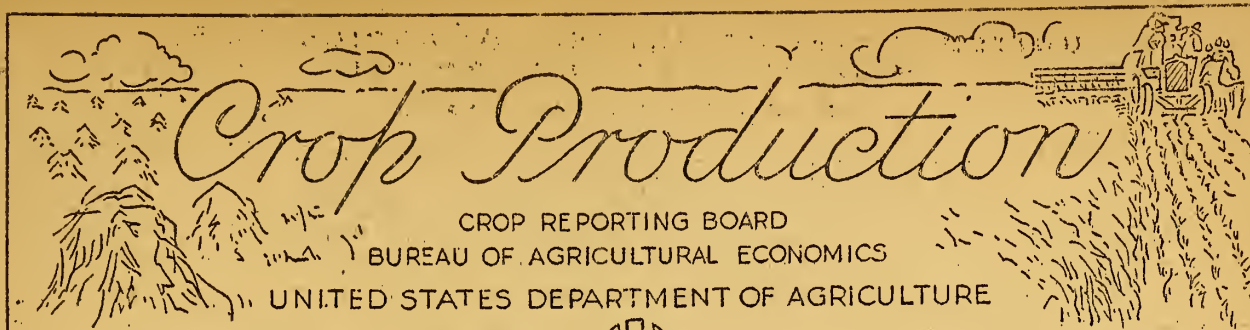 Crop Production
CROP REPORTING BOARD
BUREAU OF AGRICULTURAL ECONOMICS
UNITED STATES DEPARTMENT OF AGRICULTURE